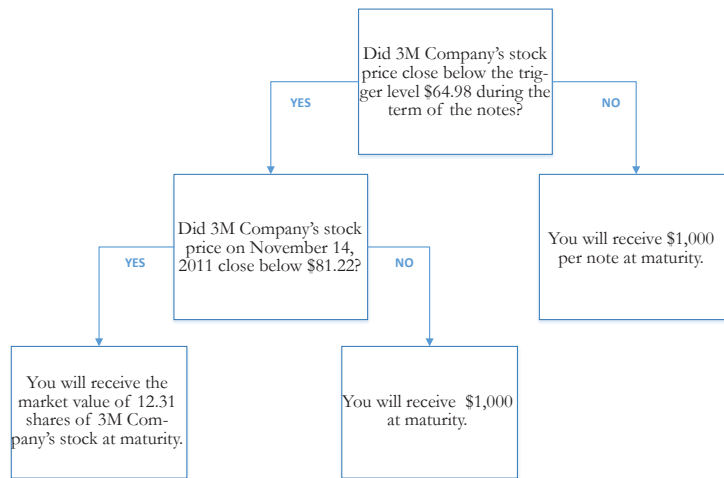 Did 3M Company's stock
price close below the trig-
ger level $64.98 during the
term of the notes?
YES
NO
Did 3M Company's stock
price on November 14,
2011 close below $81.22?
You will receive $1,000
per note at maturity.
YES
NO
You will receive the
market value of 12.31
shares of 3M Com-
pany's stock at maturity.
You will receive  $1,000
at maturity.